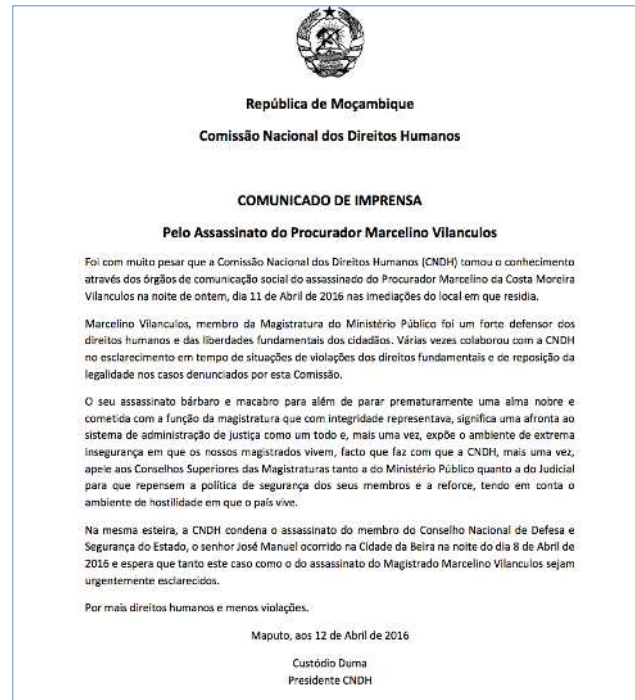 República de Moçambique
Comissão Nacional dos Direitos Humanos
COMUNICADO DE IMPRENSA
Pelo Assassinato do Procurador Marcelino Vilanculos
Foi com muito pesar que a Comissão Nacional dos Direitos Humanos (CNDH) tomou o conhecimento
através dos órgãos de comunicação social do assassinado do Procurador Marcelino da Costa Moreira
Vilanculos na noite de ontem, dia 11 de Abril de 2016 nas imediações do local em que residia.
Marcelino Vilanculos, membro da Magistratura do Ministério Público foi um forte defensor dos
direitos humanos e das liberdades fundamentais dos cidadãos. Várias vezes colaborou com a CNDH
no esclarecimento em tempo de situações de violações dos direitos fundamentais e de reposição da
legalidade nos casos denunciados por esta Comissão.
O seu assassinato bárbaro e macabro para além de parar prematuramente uma alma nobre e
cometida com a função da magistratura que com integridade representava, significa uma afronta ao
sistema de administração de justiça como um todo e, mais uma vez, expõe o ambiente de extrema
insegurança em que os nossos magistrados vivem, facto que faz com que a CNDH, mais uma vez,
apele aos Conselhos Superiores das Magistraturas tanto a do Ministério Público quanto a do Judicial
para que repensem a política de segurança dos seus membros e a reforce, tendo em conta o
ambiente de hostilidade em que o país vive.
Na mesma esteira, a CNDH condena o assassinato do membro do Conselho Nacional de Defesa e
Segurança do Estado, o senhor José Manuel ocorrido na Cidade da Beira na noite do dia 8 de Abril de
2016 e espera que tanto este caso como o do assassinato do Magistrado Marcelino Vilanculos sejam
urgentemente esclarecidos.
Por mais direitos humanos e menos violações.
Maputo, aos 12 de Abril de 2016
Custódio Duma
Presidente CNDH